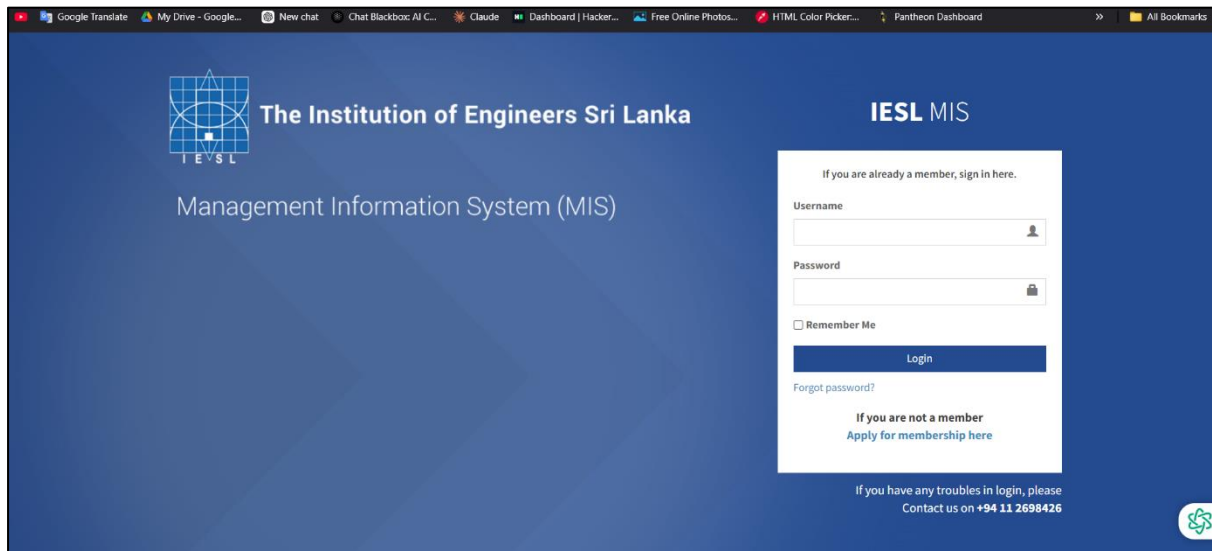 Google Translate
My Drive - Google...
New chat
Chat Blackbox: AI C...
Claude
Dashboard | Hacker...
Free Online Photos...
HTML Color Picker:...
Pantheon Dashboard
»
All Bookmarks
I E S L
The Institution of Engineers Sri Lanka
Management Information System (MIS)
IESL MIS
If you are already a member, sign in here.
Username
Password
Remember Me
Login
Forgot password?
If you are not a member
Apply for membership here
If you have any troubles in login, please
Contact us on +94 11 2698426